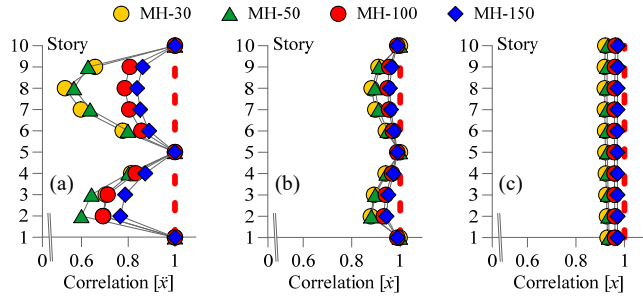 MH-30 MH-50 MH-100 MH-150
10 Story 10 Story 10 Story
9 9 9
8 8 8
7 7 7
6 6 6
5 5 5
4 (a) 4 (b) 4 (c)
3 3 3
2 2 2
1 1 1
0 0.6 0.8 1 0 0.6 0.8 1 0 0.6 0.8 1
Correlation [ẍ] Correlation [ẋ] Correlation [x]